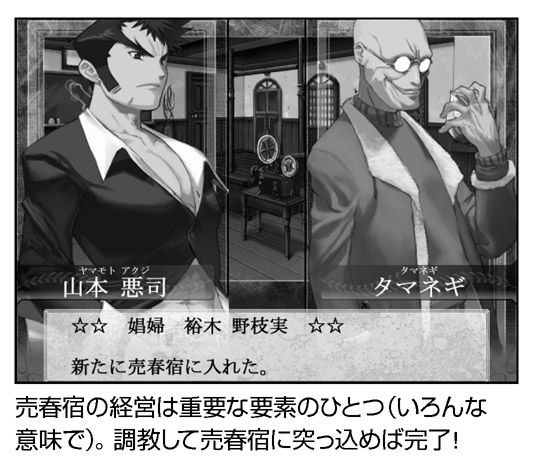 ヤマモト アクジ
山本 悪司
タマネギ
タマネギ
☆☆ 娼婦 裕木 野枝実 ☆☆
新たに売春宿に入れた。
売春宿の経営は重要な要素のひとつ（いろんな
意味で）。調教して売春宿に突っ込めば完了！